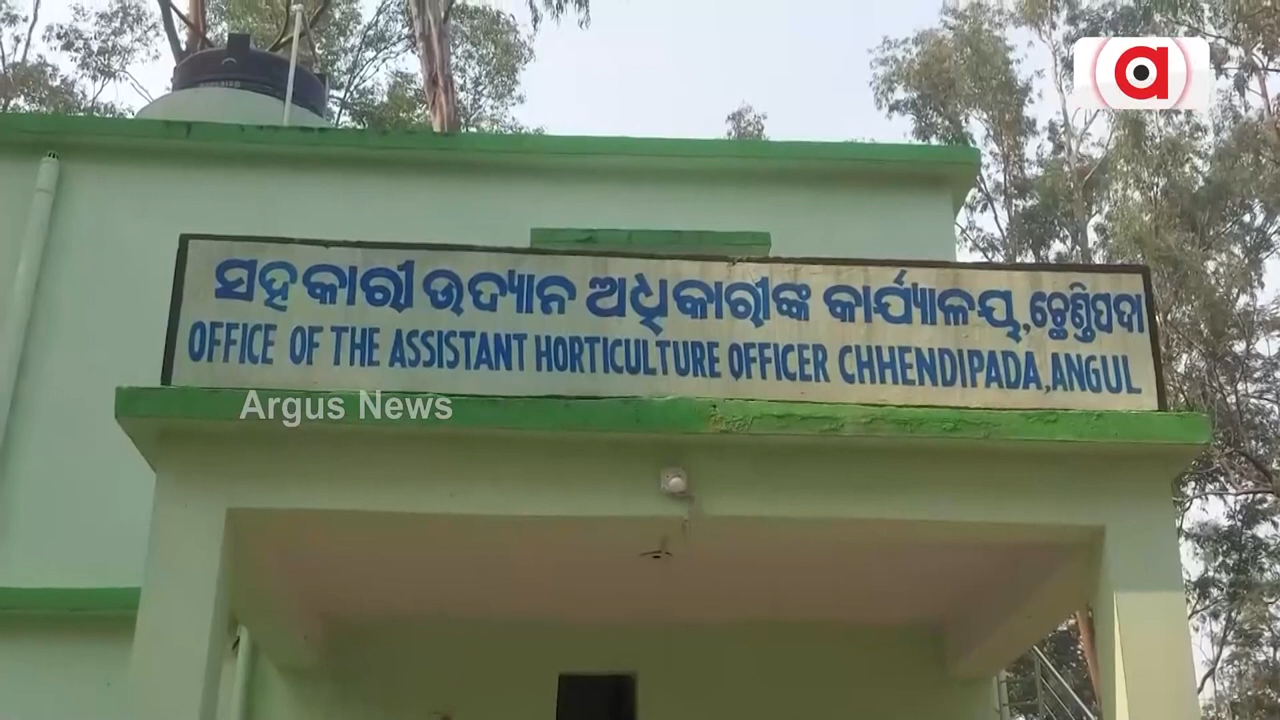 ସହକାରୀ ଉଦ୍ୟାନ ଅଧିକାରୀଙ୍କ କାର୍ଯ୍ୟାଳୟ, ଛେଣ୍ଡିପଦା
OFFICE OF THE ASSISTANT HORTICULTURE OFFICER CHHENDIPADA, ANGUL
Argus News